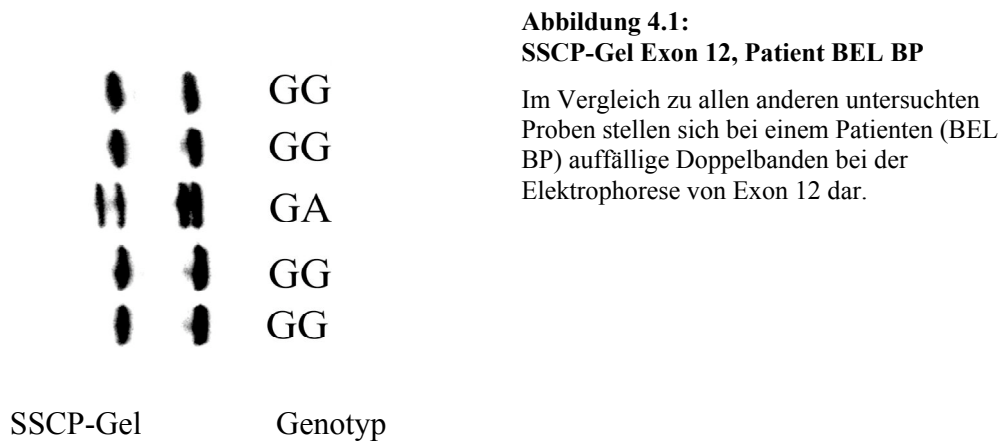 Abbildung 4.1:
SSCP-Gel Exon 12, Patient BEL BP
Im Vergleich zu allen anderen untersuchten
Proben stellen sich bei einem Patienten (BEL
BP) auffällige Doppelbanden bei der
Elektrophorese von Exon 12 dar.
GG
GG
GA
GG
GG
SSCP-Gel Genotyp